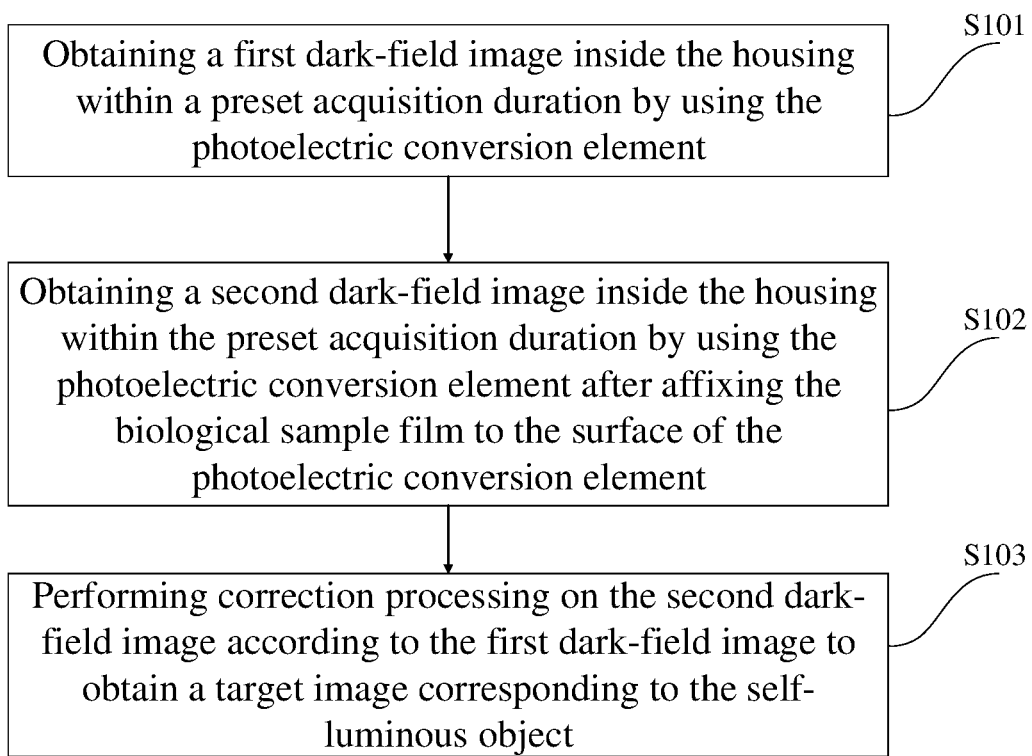 S101
Obtaining a first dark-field image inside the housing
within a preset acquisition duration by using the
photoelectric conversion element
Obtaining a second dark-field image inside the housing
within the preset acquisition duration by using the
photoelectric conversion element after affixing the
biological sample film to the surface of the
photoelectric conversion element
S102
Performing correction processing on the second dark-
field image according to the first dark-field image to
obtain a target image corresponding to the self-
luminous object
S103